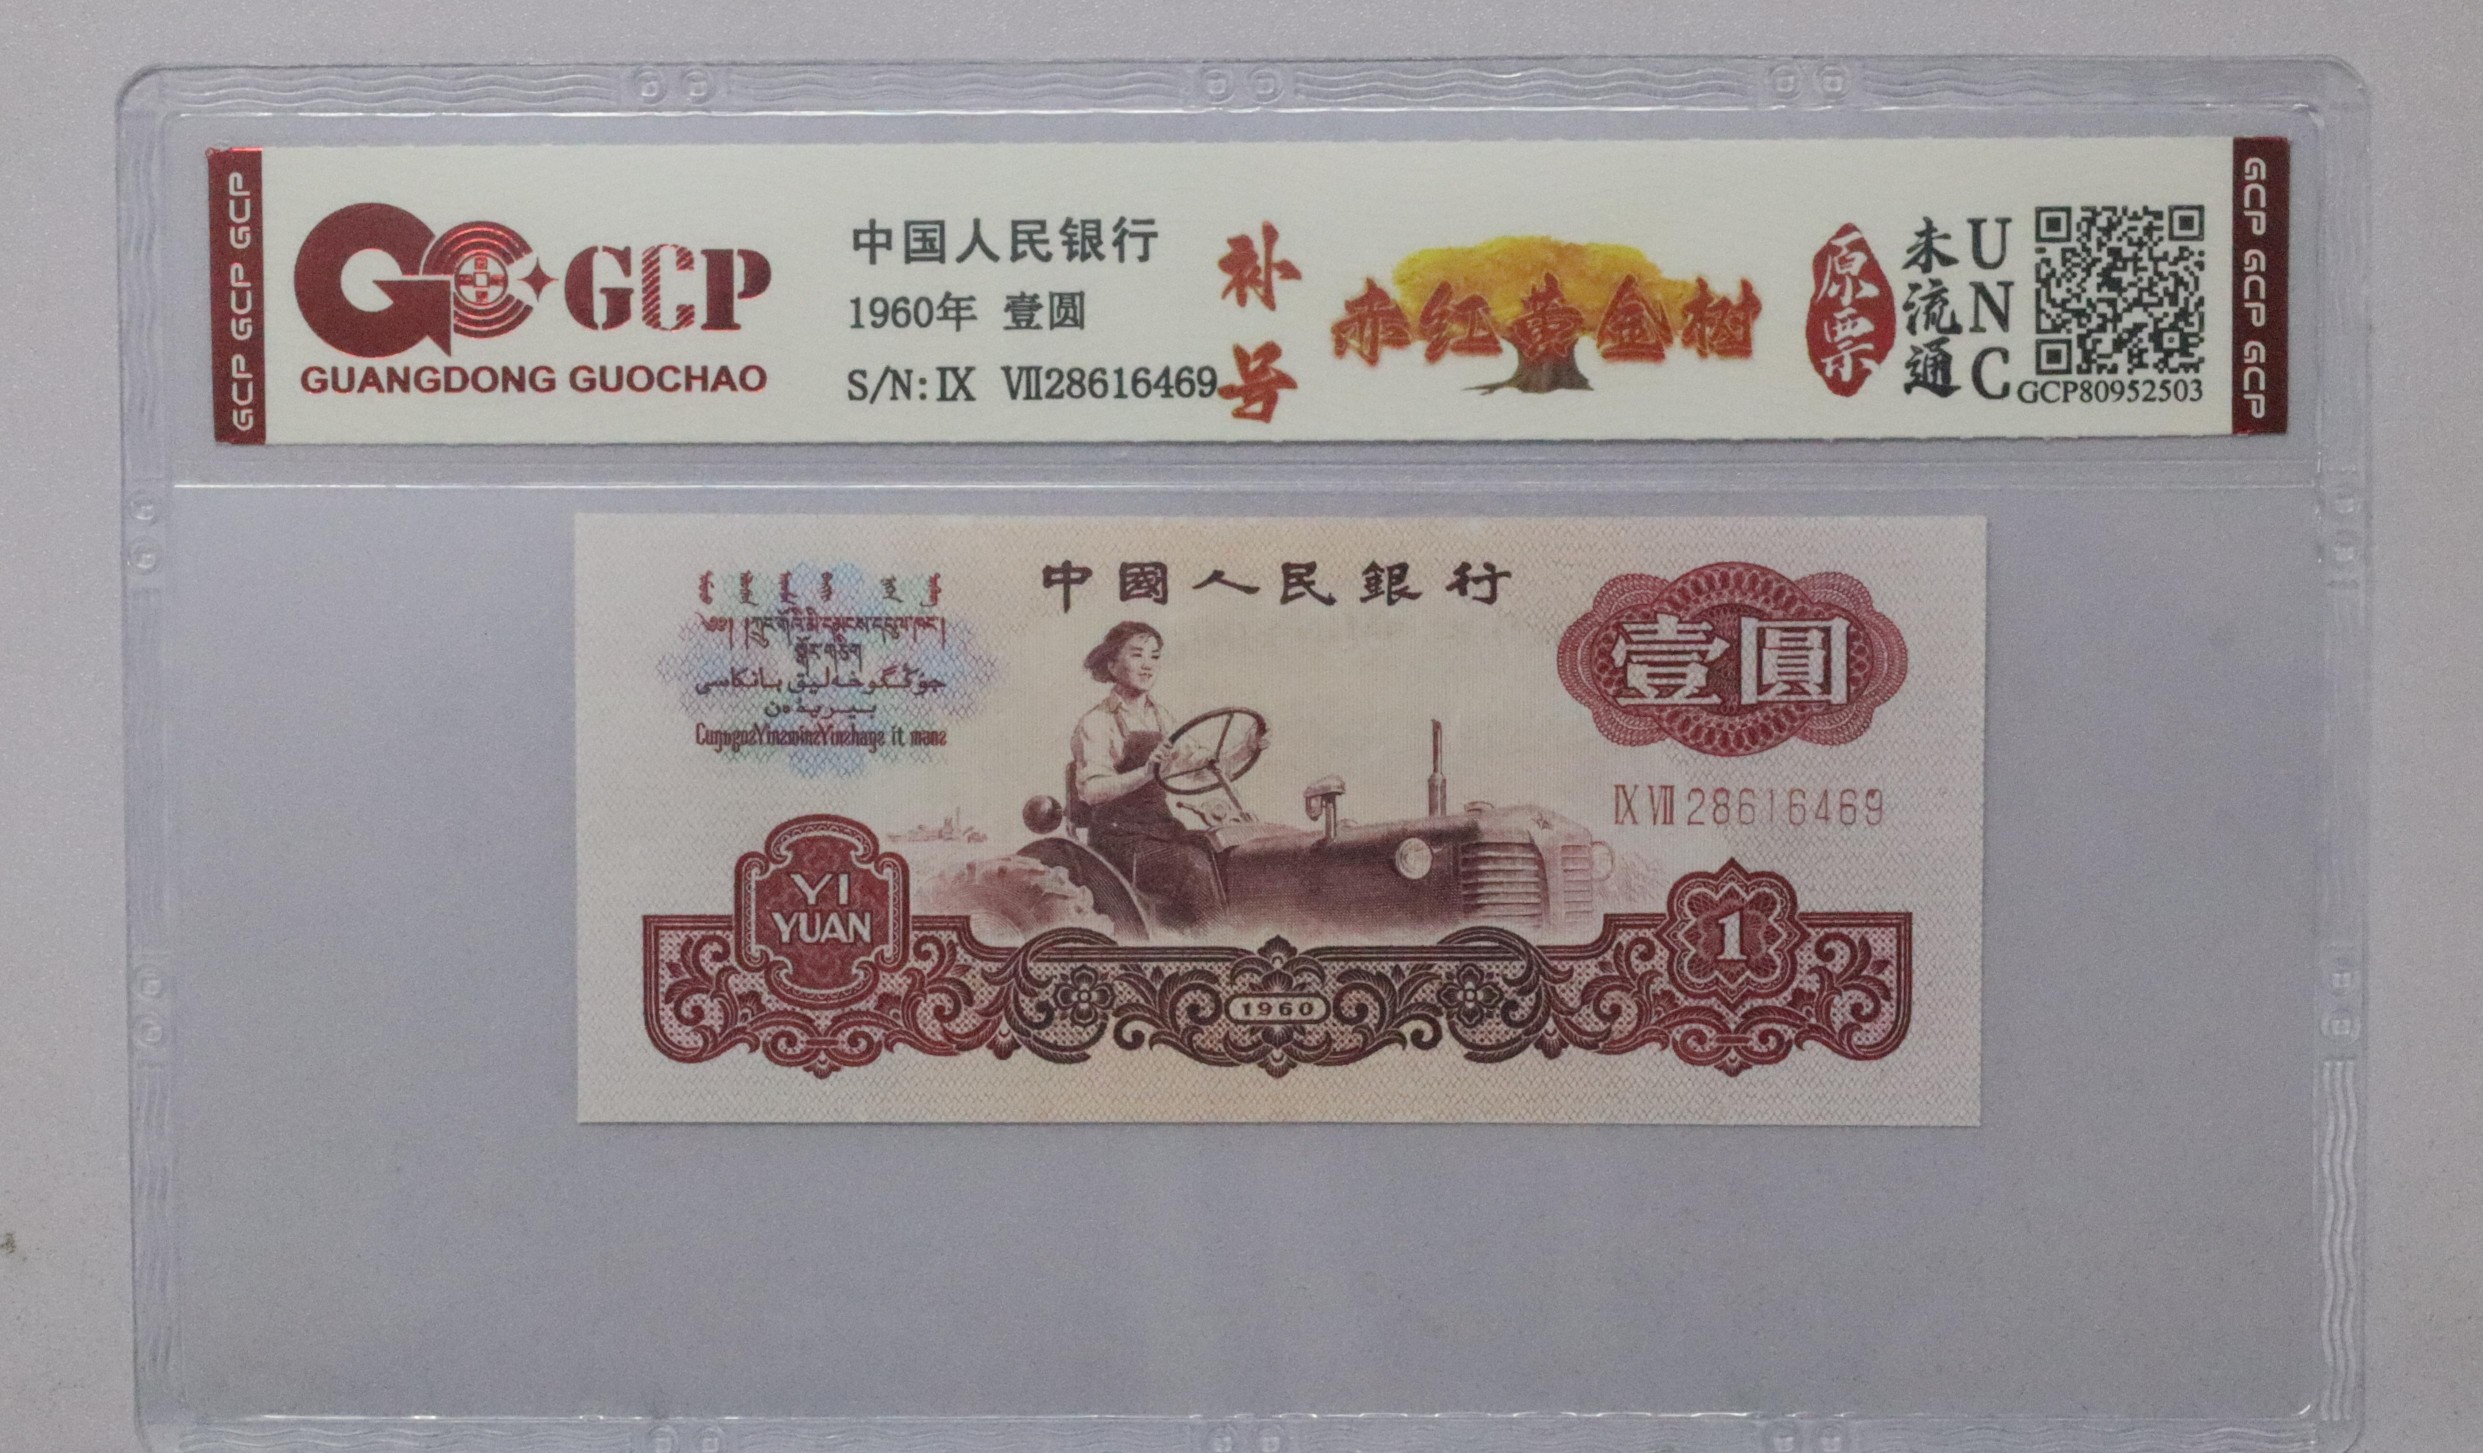 GCP GCP GCP
GCP
GUANGDONG GUOCHAO
中国人民银行
1960年 壹圆
S/N: Ⅸ Ⅶ28616469
补号
赤红黄金树
原票
未流通
UNC
GCP80952503
GCP GCP GCP
中國人民銀行
壹圓
Ⅸ Ⅶ 28616469
YI
YUAN
1
1960